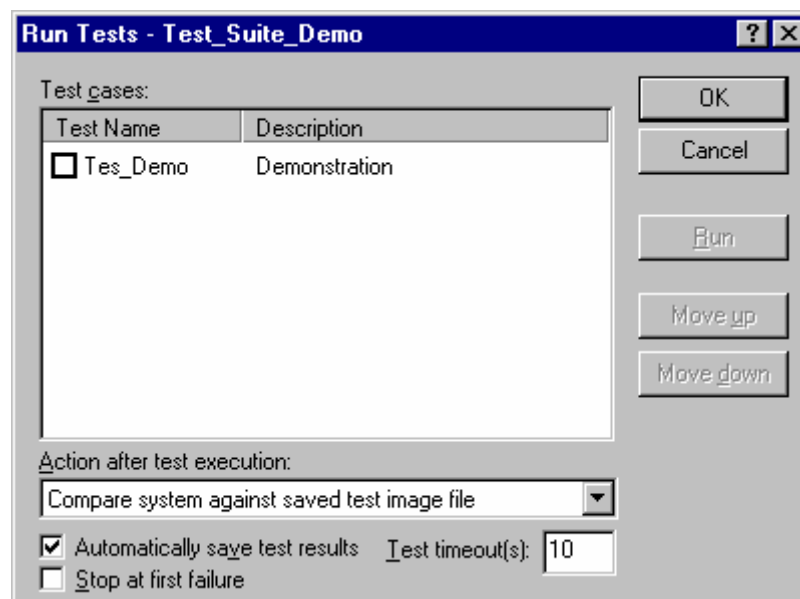 Run Tests - Test_Suite_Demo
Test cases:
OK
Test Name Description
Cancel
Tes_Demo Demonstration
Run
Move up
Move down
Action after test execution:
Compare system against saved test image file
Automatically save test results Test timeout(s): 10
Stop at first failure